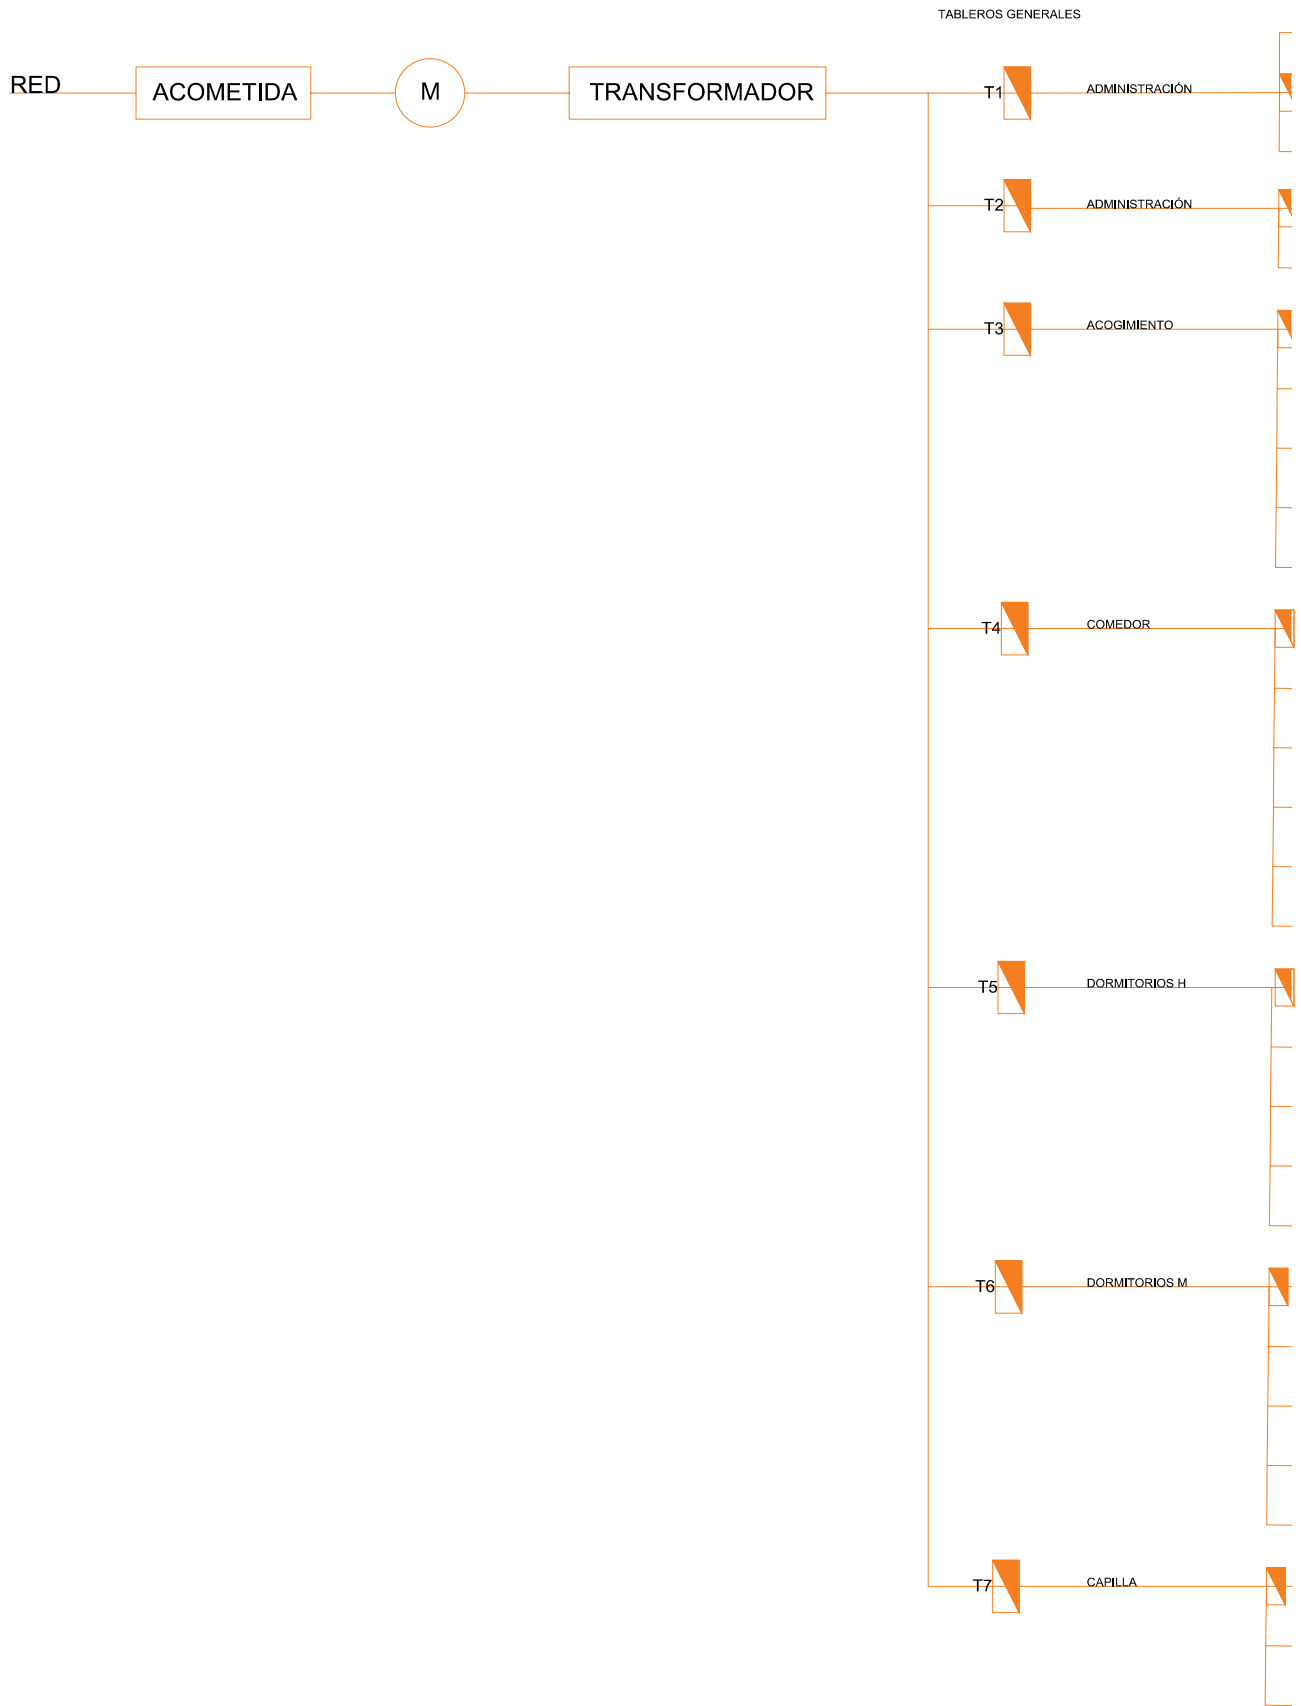 TABLEROS GENERALES
RED
ACOMETIDA
M
TRANSFORMADOR
T1
ADMINISTRACIÓN
T2
ADMINISTRACIÓN
T3
ACOGIMIENTO
T4
COMEDOR
T5
DORMITORIOS H
T6
DORMITORIOS M
T7
CAPILLA